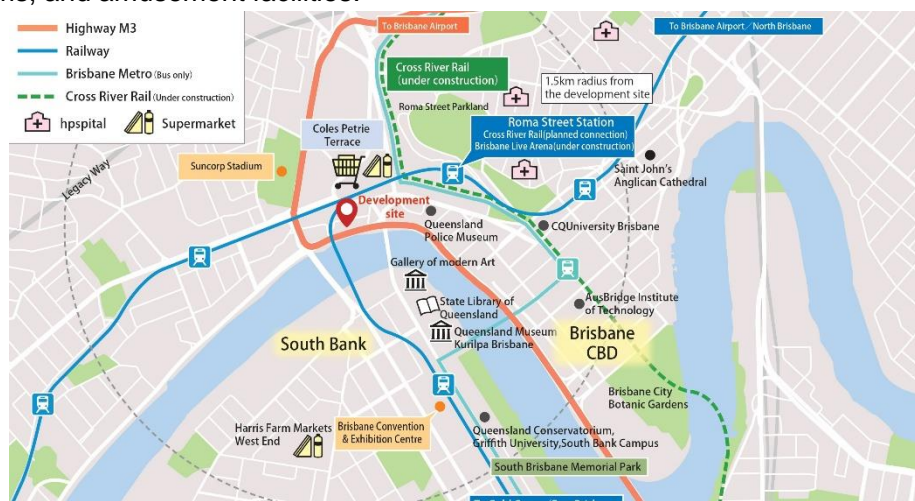 ns, and amusement facilities.
Highway M3
Railway
Brisbane Metro (Bus only)
Cross River Rail (Under construction)
hpspital
Supermarket
To Brisbane Airport
To Brisbane Airport／North Brisbane
Cross River Rail
(under construction)
1.5km radius from
the development site
Roma Street Parkland
Roma Street Station
Cross River Rail(planned connection)
Brisbane Live Arena(under construction)
Coles Petrie
Terrace
Suncorp Stadium
Legacy Way
Saint John's
Anglican Cathedral
Development
site
Queensland
Police Museum
CQUniversity Brisbane
Gallery of modern Art
State Library of
Queensland
AusBridge Institute
of Technology
Queensland Museum
Kurilpa Brisbane
South Bank
Brisbane
CBD
Brisbane City
Botanic Gardens
Harris Farm Markets
West End
Brisbane Convention
& Exhibition Centre
Queensland Conservatorium,
Griffith University,South Bank Campus
South Brisbane Memorial Park